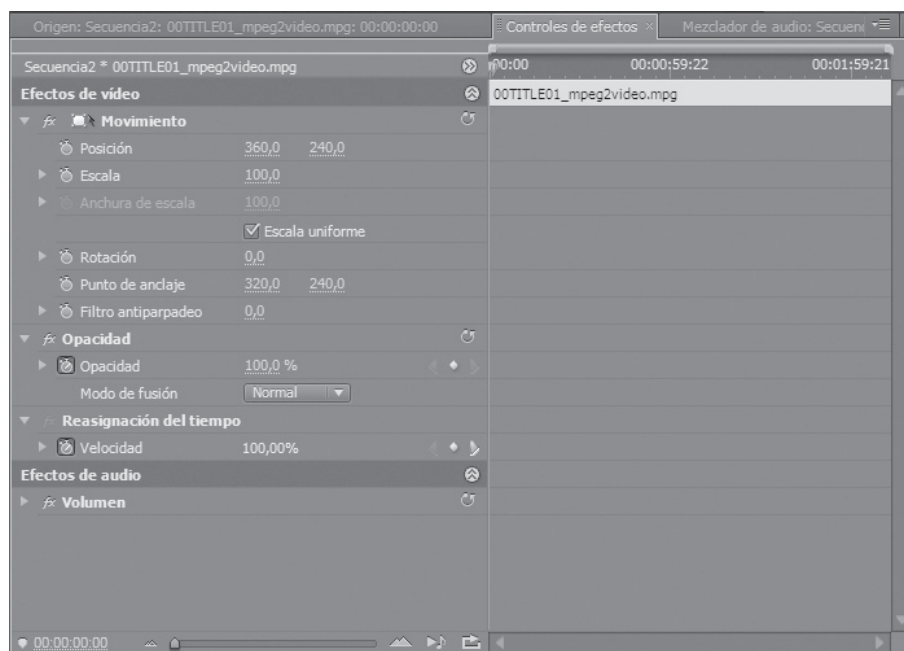 Origen: Secuencia2: 00TITLE01_mpeg2video.mpg: 00:00:00:00
Controles de efectos
Mezclador de audio: Secuen
Secuencia2 * 00TITLE01_mpeg2video.mpg
00:00 00:00:59:22 00:01:59:21
Efectos de vídeo
00TITLE01_mpeg2video.mpg
fx Movimiento
Posición 360,0 240,0
Escala 100,0
Anchura de escala 100,0
Escala uniforme
Rotación 0,0
Punto de anclaje 320,0 240,0
Filtro antiparpadeo 0,0
fx Opacidad
Opacidad 100,0 %
Modo de fusión Normal
fx Reasignación del tiempo
Velocidad 100,00%
Efectos de audio
fx Volumen
00:00:00:00